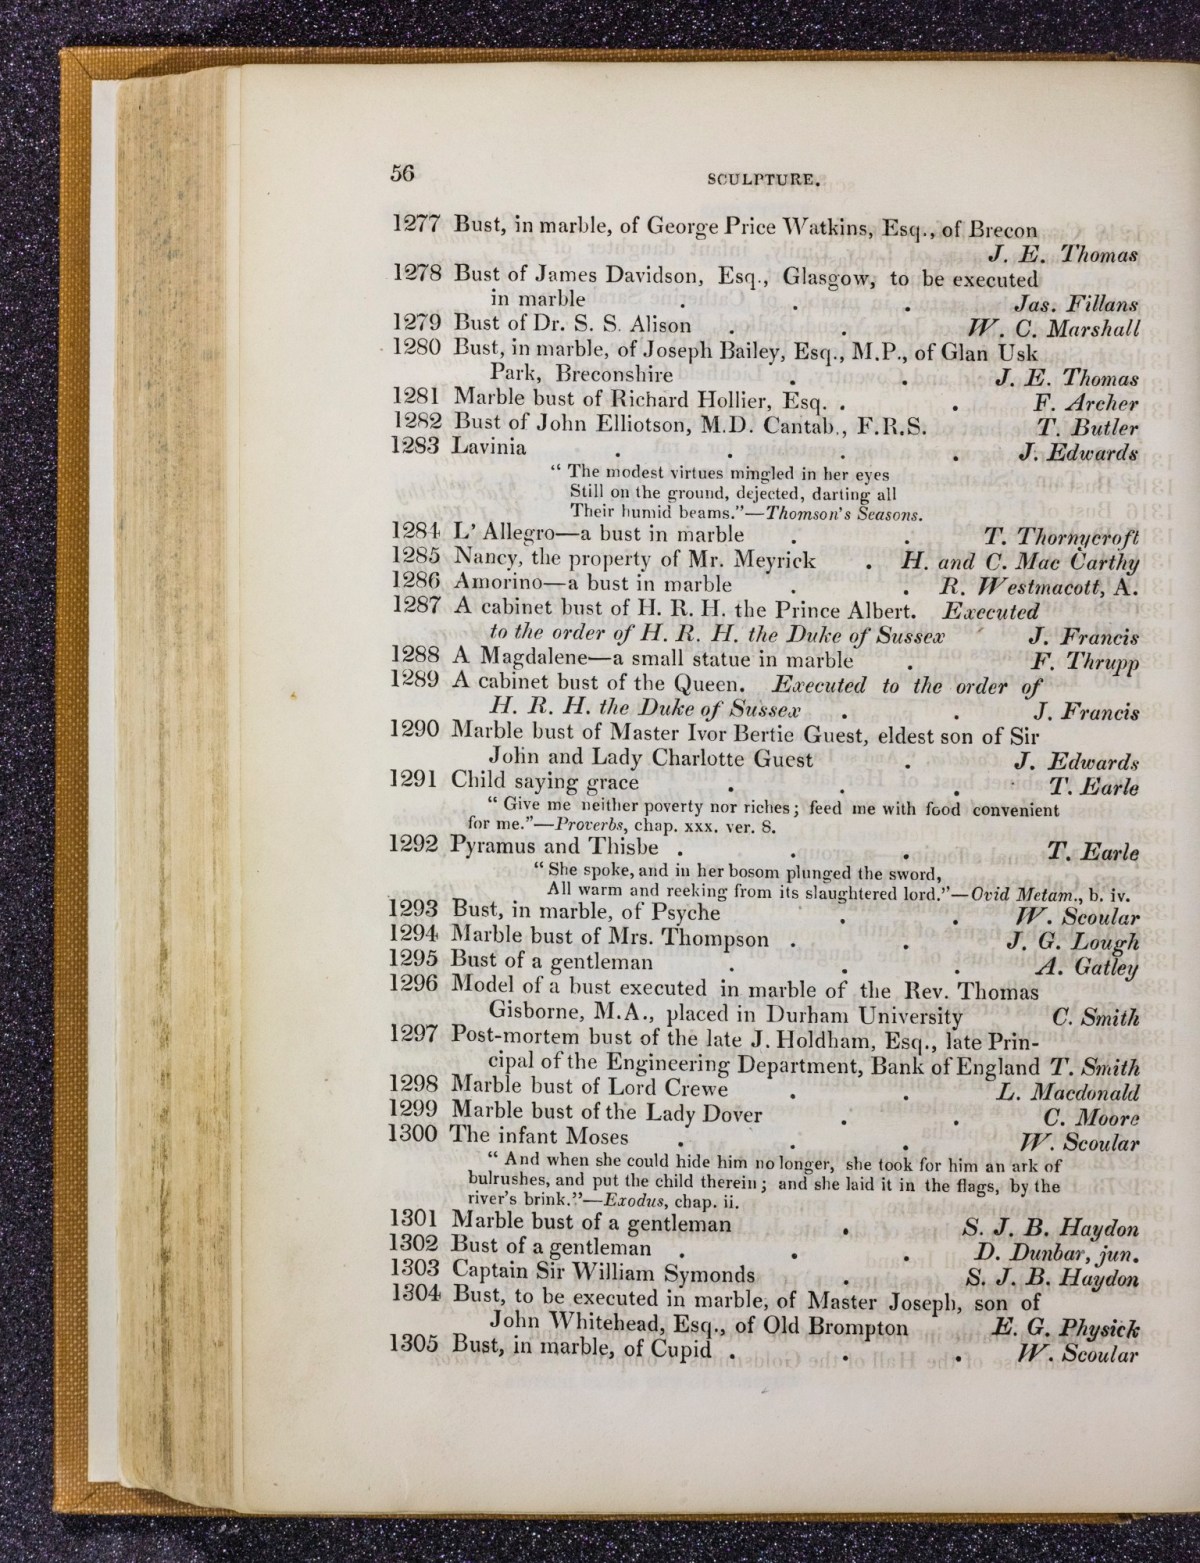 56
SCULPTURE.
1277 Bust, in marble, of George Price Watkins, Esq., of Brecon
J. E. Thomas
1278 Bust of James Davidson, Esq., Glasgow, to be executed
in marble . . . Jas. Fillans
1279 Bust of Dr. S. S. Alison . . W. C. Marshall
1280 Bust, in marble, of Joseph Bailey, Esq., M.P., of Glan Usk
Park, Breconshire . . J. E. Thomas
1281 Marble bust of Richard Hollier, Esq. . . F. Archer
1282 Bust of John Elliotson, M.D. Cantab., F.R.S. T. Butler
1283 Lavinia . . . . J. Edwards
“ The modest virtues mingled in her eyes
Still on the ground, dejected, darting all
Their humid beams.”—Thomson's Seasons.
1284 L' Allegro—a bust in marble . . T. Thornycroft
1285 Nancy, the property of Mr. Meyrick . H. and C. Mac Carthy
1286 Amorino—a bust in marble . . R. Westmacott, A.
1287 A cabinet bust of H. R. H. the Prince Albert. Executed
to the order of H. R. H. the Duke of Sussex J. Francis
1288 A Magdalene—a small statue in marble . F. Thrupp
1289 A cabinet bust of the Queen. Executed to the order of
H. R. H. the Duke of Sussex . . J. Francis
1290 Marble bust of Master Ivor Bertie Guest, eldest son of Sir
John and Lady Charlotte Guest . J. Edwards
1291 Child saying grace . . . T. Earle
“ Give me neither poverty nor riches; feed me with food convenient
for me.”—Proverbs, chap. xxx. ver. 8.
1292 Pyramus and Thisbe . . . T. Earle
“ She spoke, and in her bosom plunged the sword,
All warm and reeking from its slaughtered lord.”—Ovid Metam., b. iv.
1293 Bust, in marble, of Psyche . . W. Scoular
1294 Marble bust of Mrs. Thompson . . J. G. Lough
1295 Bust of a gentleman . . . A. Gatley
1296 Model of a bust executed in marble of the Rev. Thomas
Gisborne, M.A., placed in Durham University C. Smith
1297 Post-mortem bust of the late J. Holdham, Esq., late Prin-
cipal of the Engineering Department, Bank of England T. Smith
1298 Marble bust of Lord Crewe . . L. Macdonald
1299 Marble bust of the Lady Dover . . C. Moore
1300 The infant Moses . . . W. Scoular
“ And when she could hide him no longer, she took for him an ark of
bulrushes, and put the child therein; and she laid it in the flags, by the
river's brink.”—Exodus, chap. ii.
1301 Marble bust of a gentleman . S. J. B. Haydon
1302 Bust of a gentleman . . . D. Dunbar, jun.
1303 Captain Sir William Symonds . S. J. B. Haydon
1304 Bust, to be executed in marble, of Master Joseph, son of
John Whitehead, Esq., of Old Brompton E. G. Physick
1305 Bust, in marble, of Cupid . . . W. Scoular